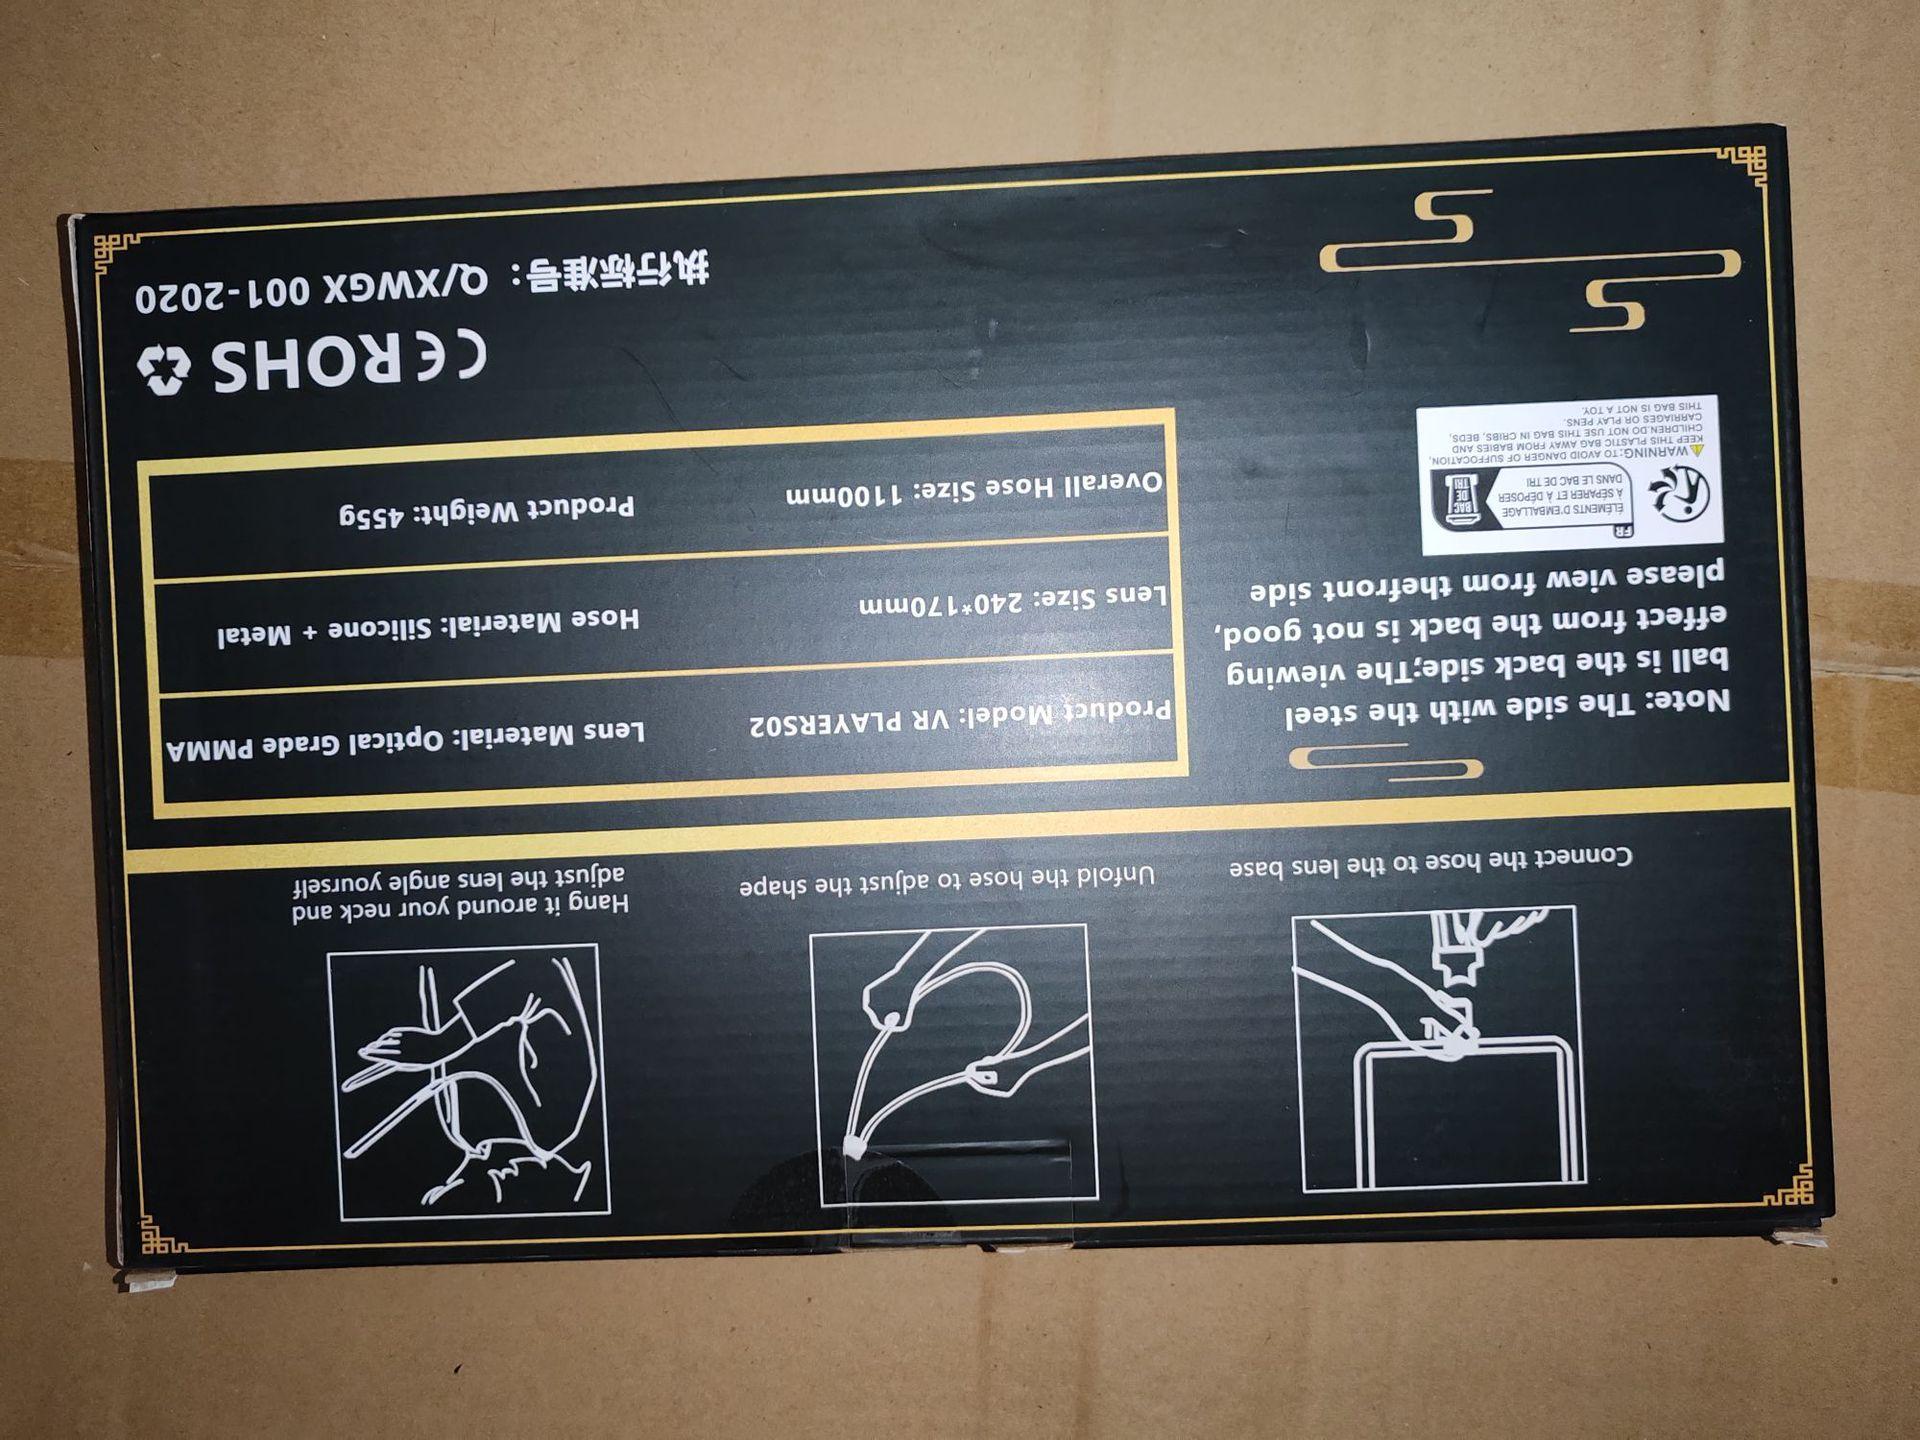 Connect the hose to the lens base
Unfold the hose to adjust the shape
Hang it around your neck and
adjust the lens angle yourself
Note: The side with the steel
ball is the back side;The viewing
effect from the back is not good,
please view from thefront side
FR
ÉLÉMENTS D'EMBALLAGE
À SÉPARER ET À DÉPOSER
DANS LE BAC DE TRI
BAC
DE
TRI
WARNING:TO AVOID DANGER OF SUFFOCATION,
KEEP THIS PLASTIC BAG AWAY FROM BABIES AND
CHILDREN.DO NOT USE THIS BAG IN CRIBS, BEDS,
CARRIAGES OR PLAY PENS.
THIS BAG IS NOT A TOY.
Product Model: VR PLAYERS02
Lens Material: Optical Grade PMMA
Lens Size: 240*170mm
Hose Material: Silicone + Metal
Overall Hose Size: 1100mm
Product Weight: 455g
CE ROHS
执行标准号：Q/XWGX 001-2020